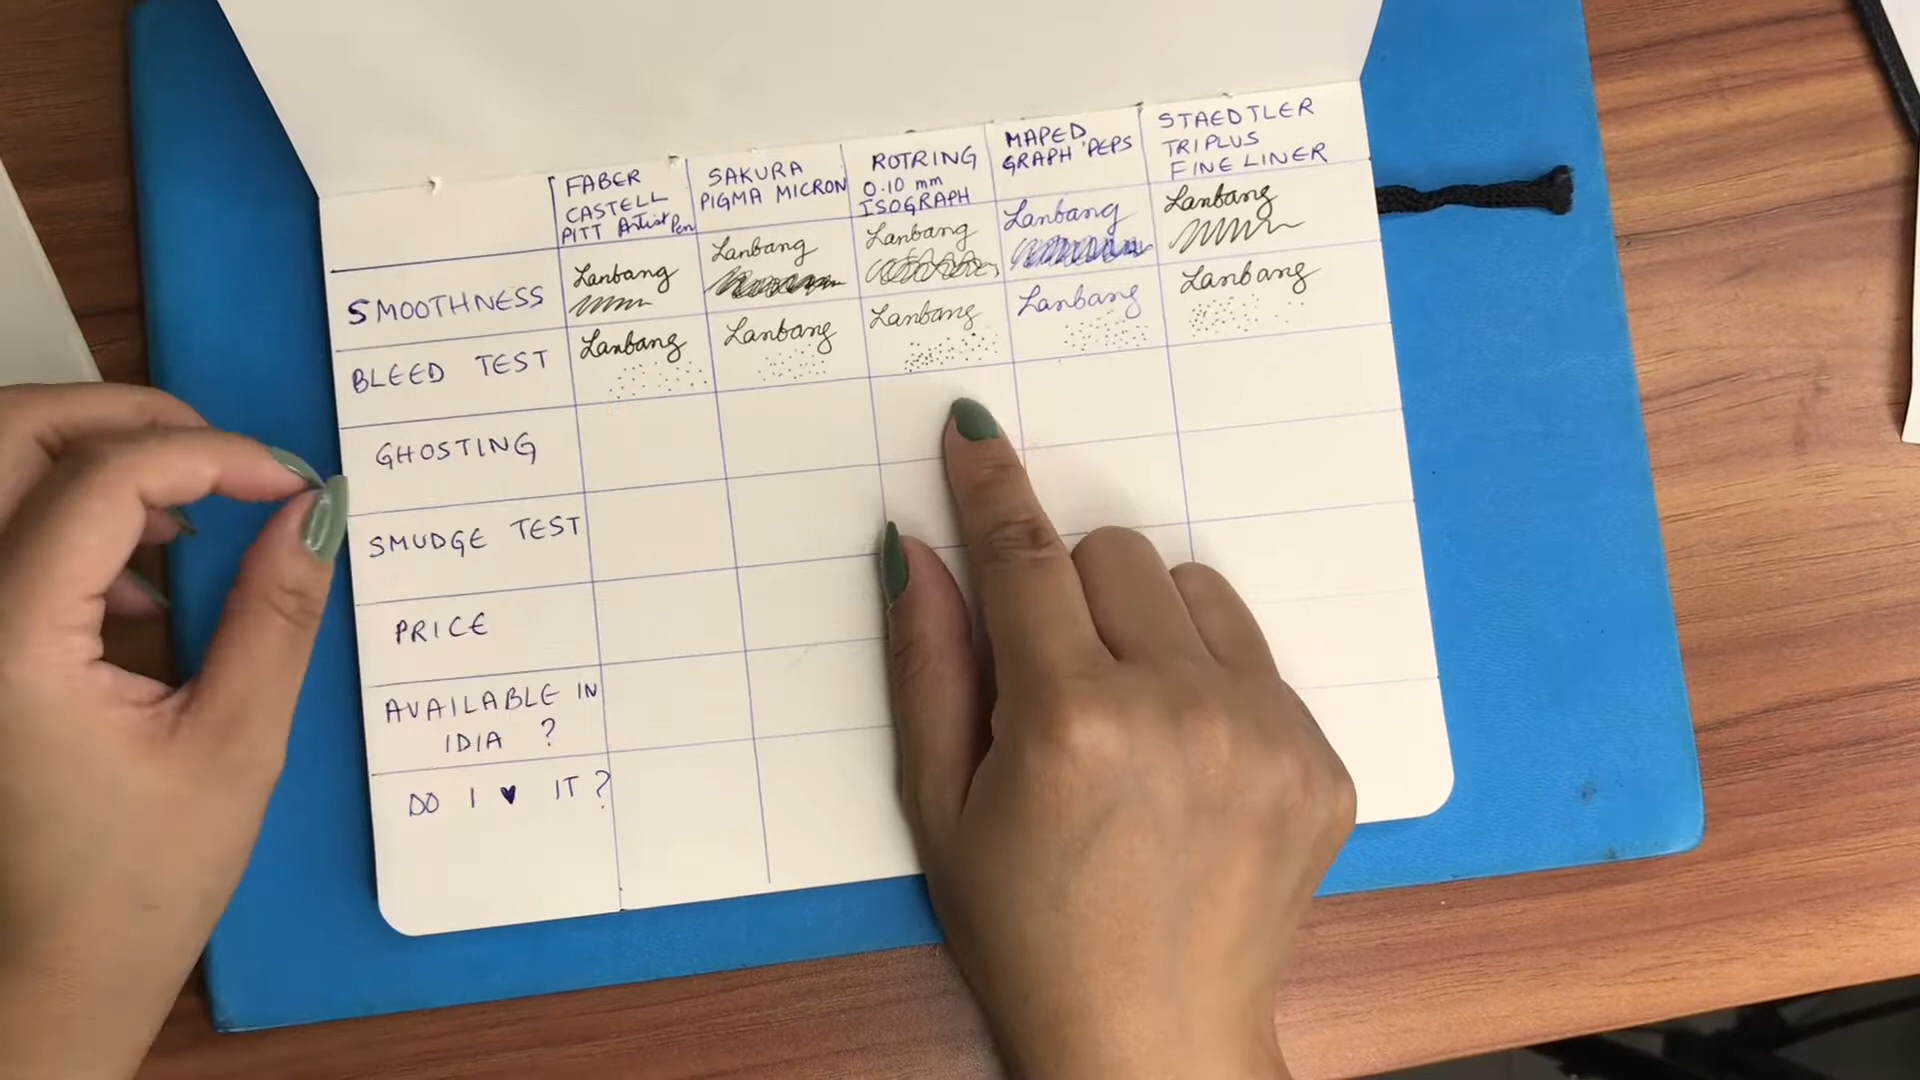 FABER
CASTELL
PITT Artist Pen
SAKURA
PIGMA MICRON
ROTRING
0.10 mm
ISOGRAPH
MAPED
GRAPH'PEPS
STAEDTLER
TRIPLUS
FINE LINER
SMOOTHNESS
Lanbang
Lanbang
Lanbang
Lanbang
Lanbang
BLEED TEST
Lanbang
Lanbang
Lanbang
Lanbang
Lanbang
GHOSTING
SMUDGE TEST
PRICE
AVAILABLE IN
IDIA ?
DO I ♥ IT ?